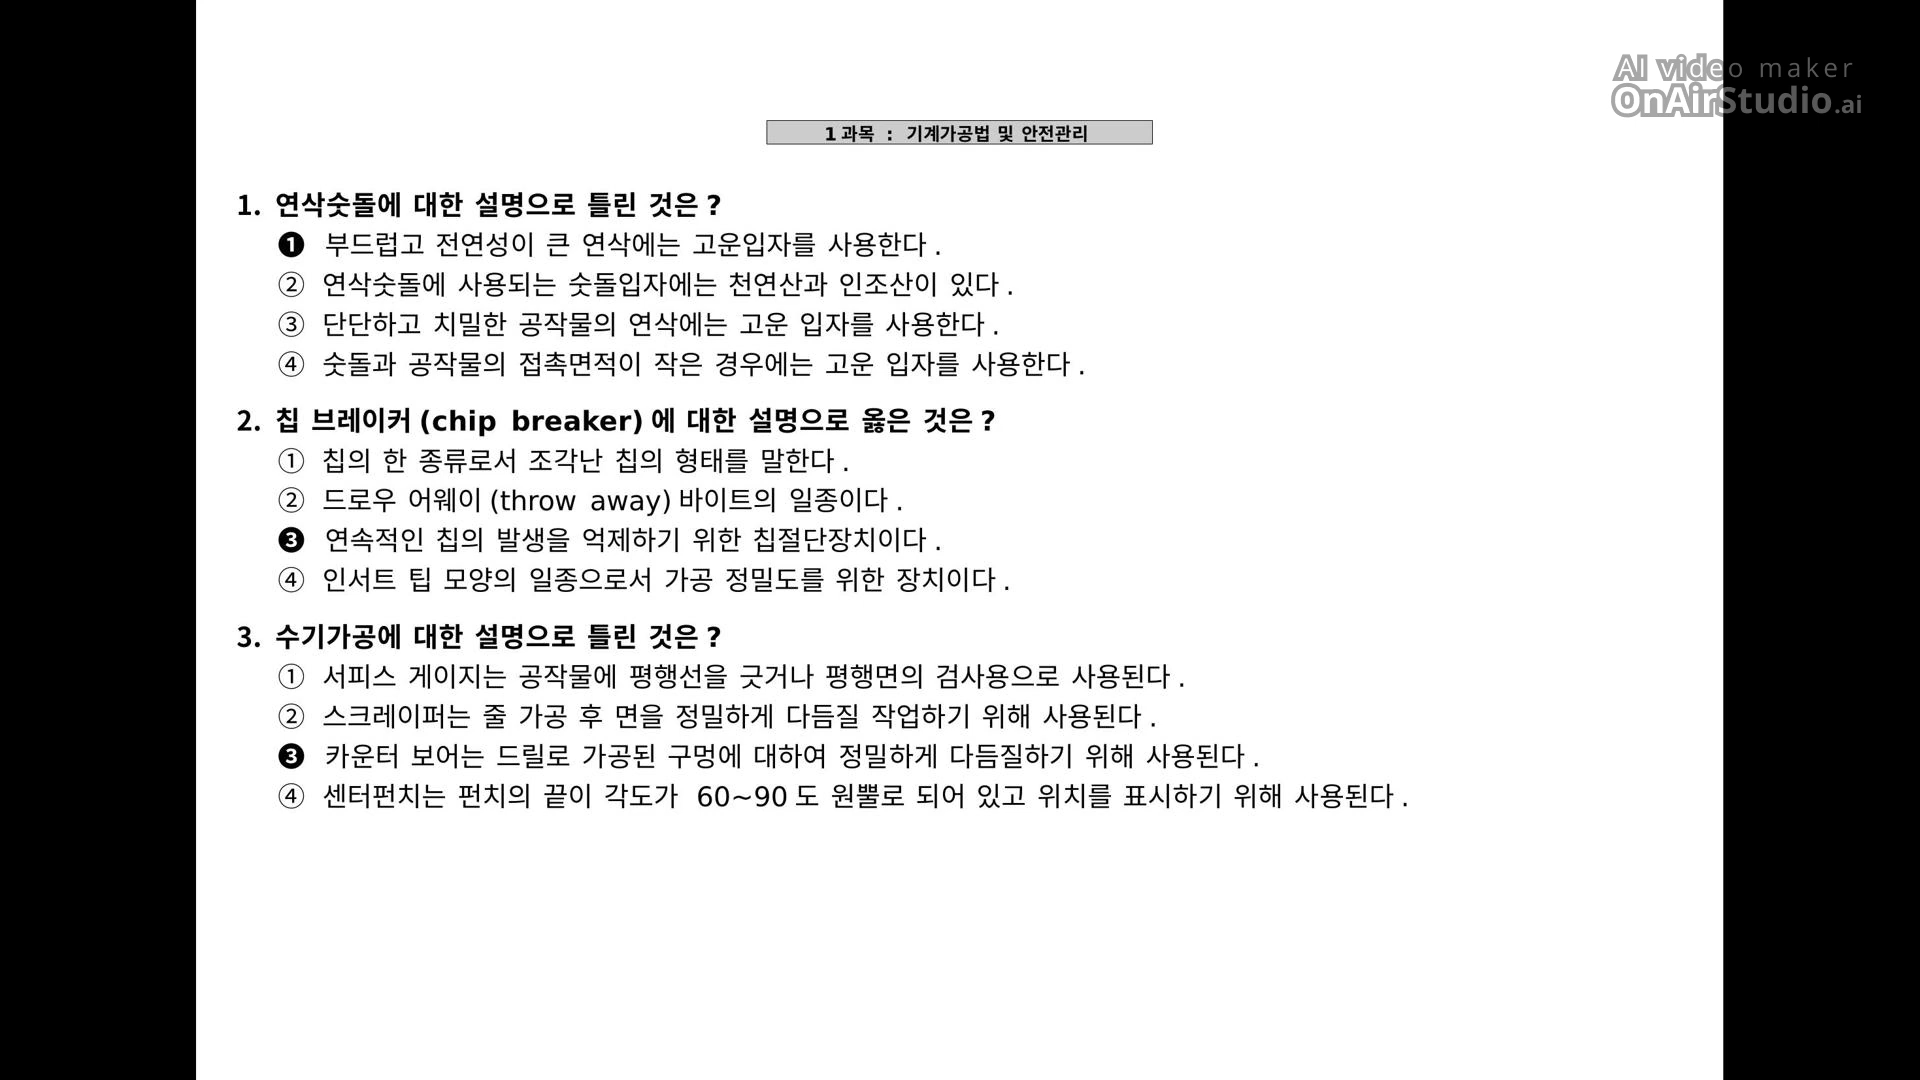 AI video maker
OnAirStudio.ai
1과목 : 기계가공법 및 안전관리
1. 연삭숫돌에 대한 설명으로 틀린 것은?
❶ 부드럽고 전연성이 큰 연삭에는 고운입자를 사용한다.
② 연삭숫돌에 사용되는 숫돌입자에는 천연산과 인조산이 있다.
③ 단단하고 치밀한 공작물의 연삭에는 고운 입자를 사용한다.
④ 숫돌과 공작물의 접촉면적이 작은 경우에는 고운 입자를 사용한다.
2. 칩 브레이커(chip breaker)에 대한 설명으로 옳은 것은?
① 칩의 한 종류로서 조각난 칩의 형태를 말한다.
② 드로우 어웨이(throw away)바이트의 일종이다.
❸ 연속적인 칩의 발생을 억제하기 위한 칩절단장치이다.
④ 인서트 팁 모양의 일종으로서 가공 정밀도를 위한 장치이다.
3. 수기가공에 대한 설명으로 틀린 것은?
① 서피스 게이지는 공작물에 평행선을 긋거나 평행면의 검사용으로 사용된다.
② 스크레이퍼는 줄 가공 후 면을 정밀하게 다듬질 작업하기 위해 사용된다.
❸ 카운터 보어는 드릴로 가공된 구멍에 대하여 정밀하게 다듬질하기 위해 사용된다.
④ 센터펀치는 펀치의 끝이 각도가 60~90도 원뿔로 되어 있고 위치를 표시하기 위해 사용된다.